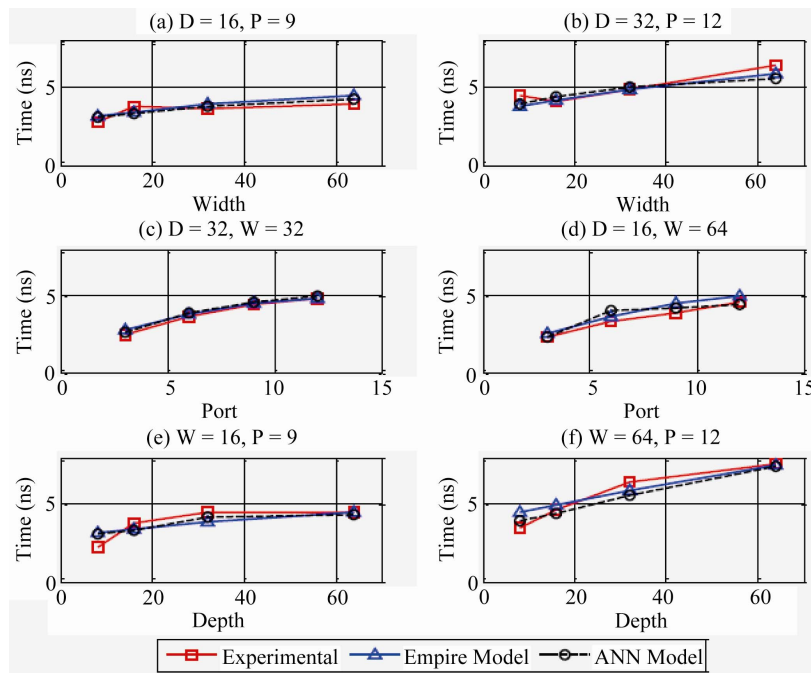 (a) D = 16, P = 9
(b) D = 32, P = 12
Time (ns)
5
0
0 20 40 60
Width
Time (ns)
5
0
0 20 40 60
Width
(c) D = 32, W = 32
(d) D = 16, W = 64
Time (ns)
5
0
0 5 10 15
Port
Time (ns)
5
0
0 5 10 15
Port
(e) W = 16, P = 9
(f) W = 64, P = 12
Time (ns)
5
0
0 20 40 60
Depth
Time (ns)
5
0
0 20 40 60
Depth
Experimental Empire Model ANN Model